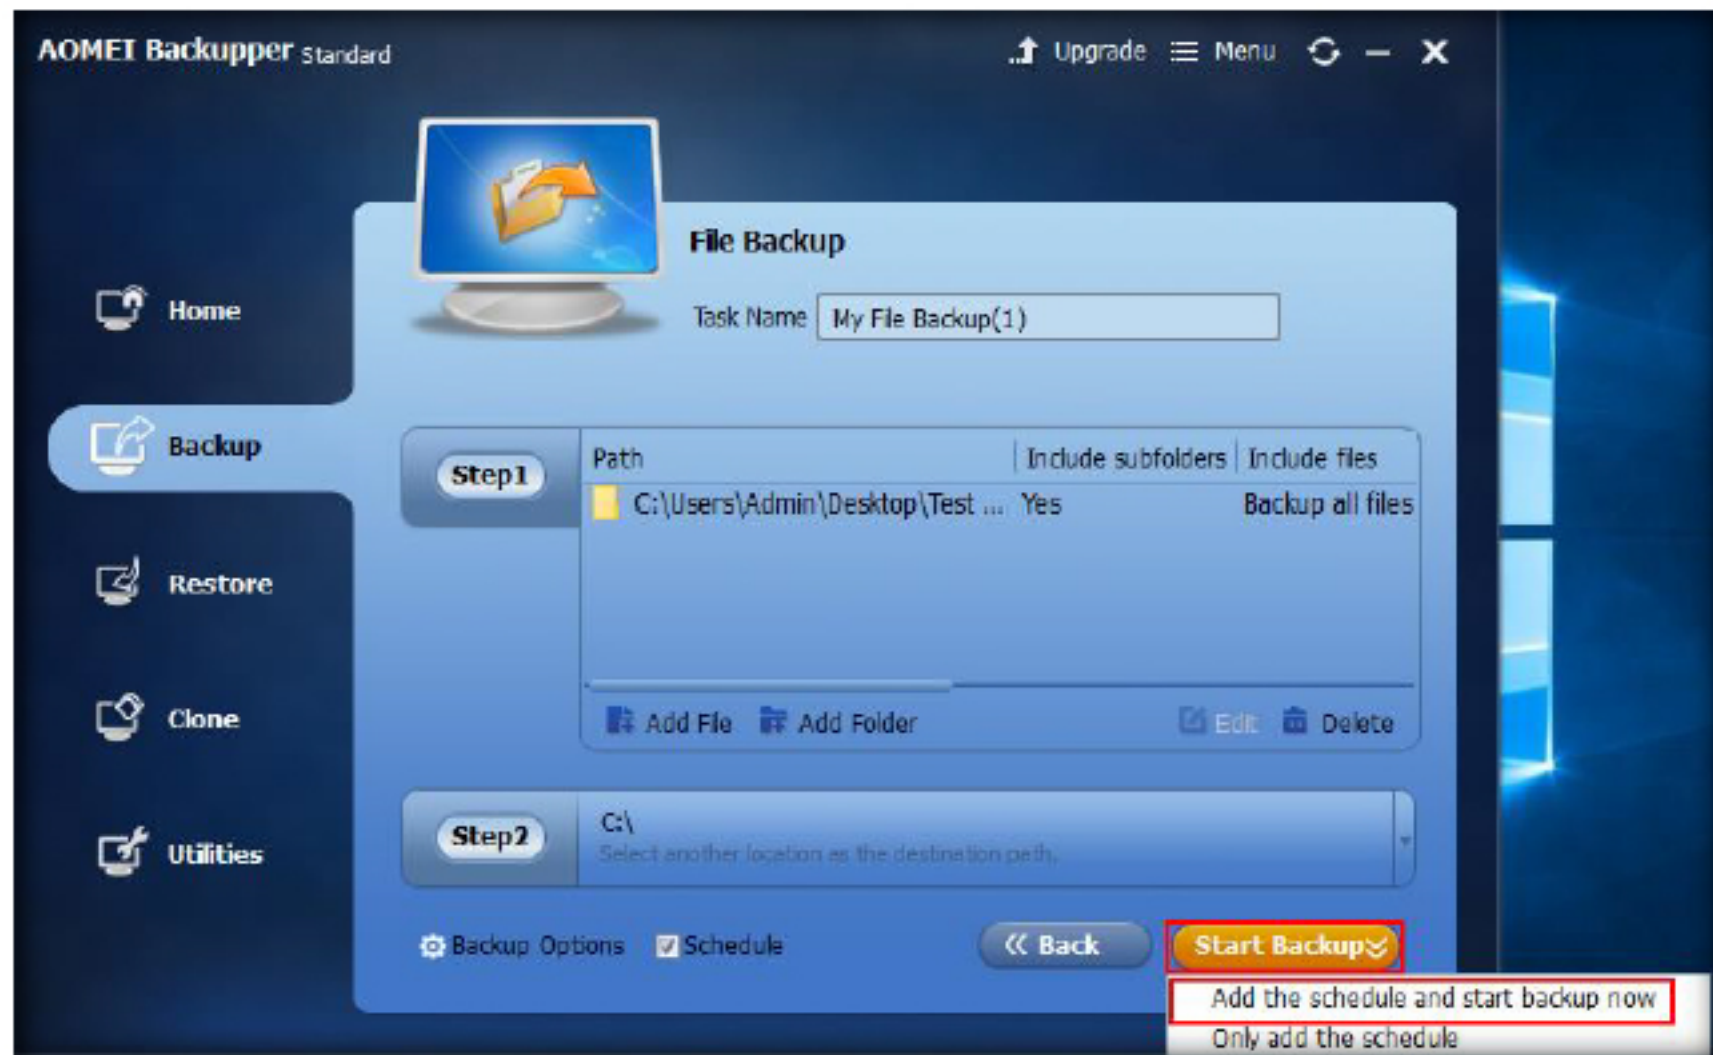 AOMEI Backupper Standard
Upgrade Menu
File Backup
Task Name My File Backup(1)
Home
Backup
Restore
Clone
Utilities
Step1
Path Include subfolders Include files
C:\Users\Admin\Desktop\Test ... Yes Backup all files
Add File Add Folder Edit Delete
Step2
C:\
Select another location as the destination path.
Backup Options Schedule Back Start Backup
Add the schedule and start backup now
Only add the schedule